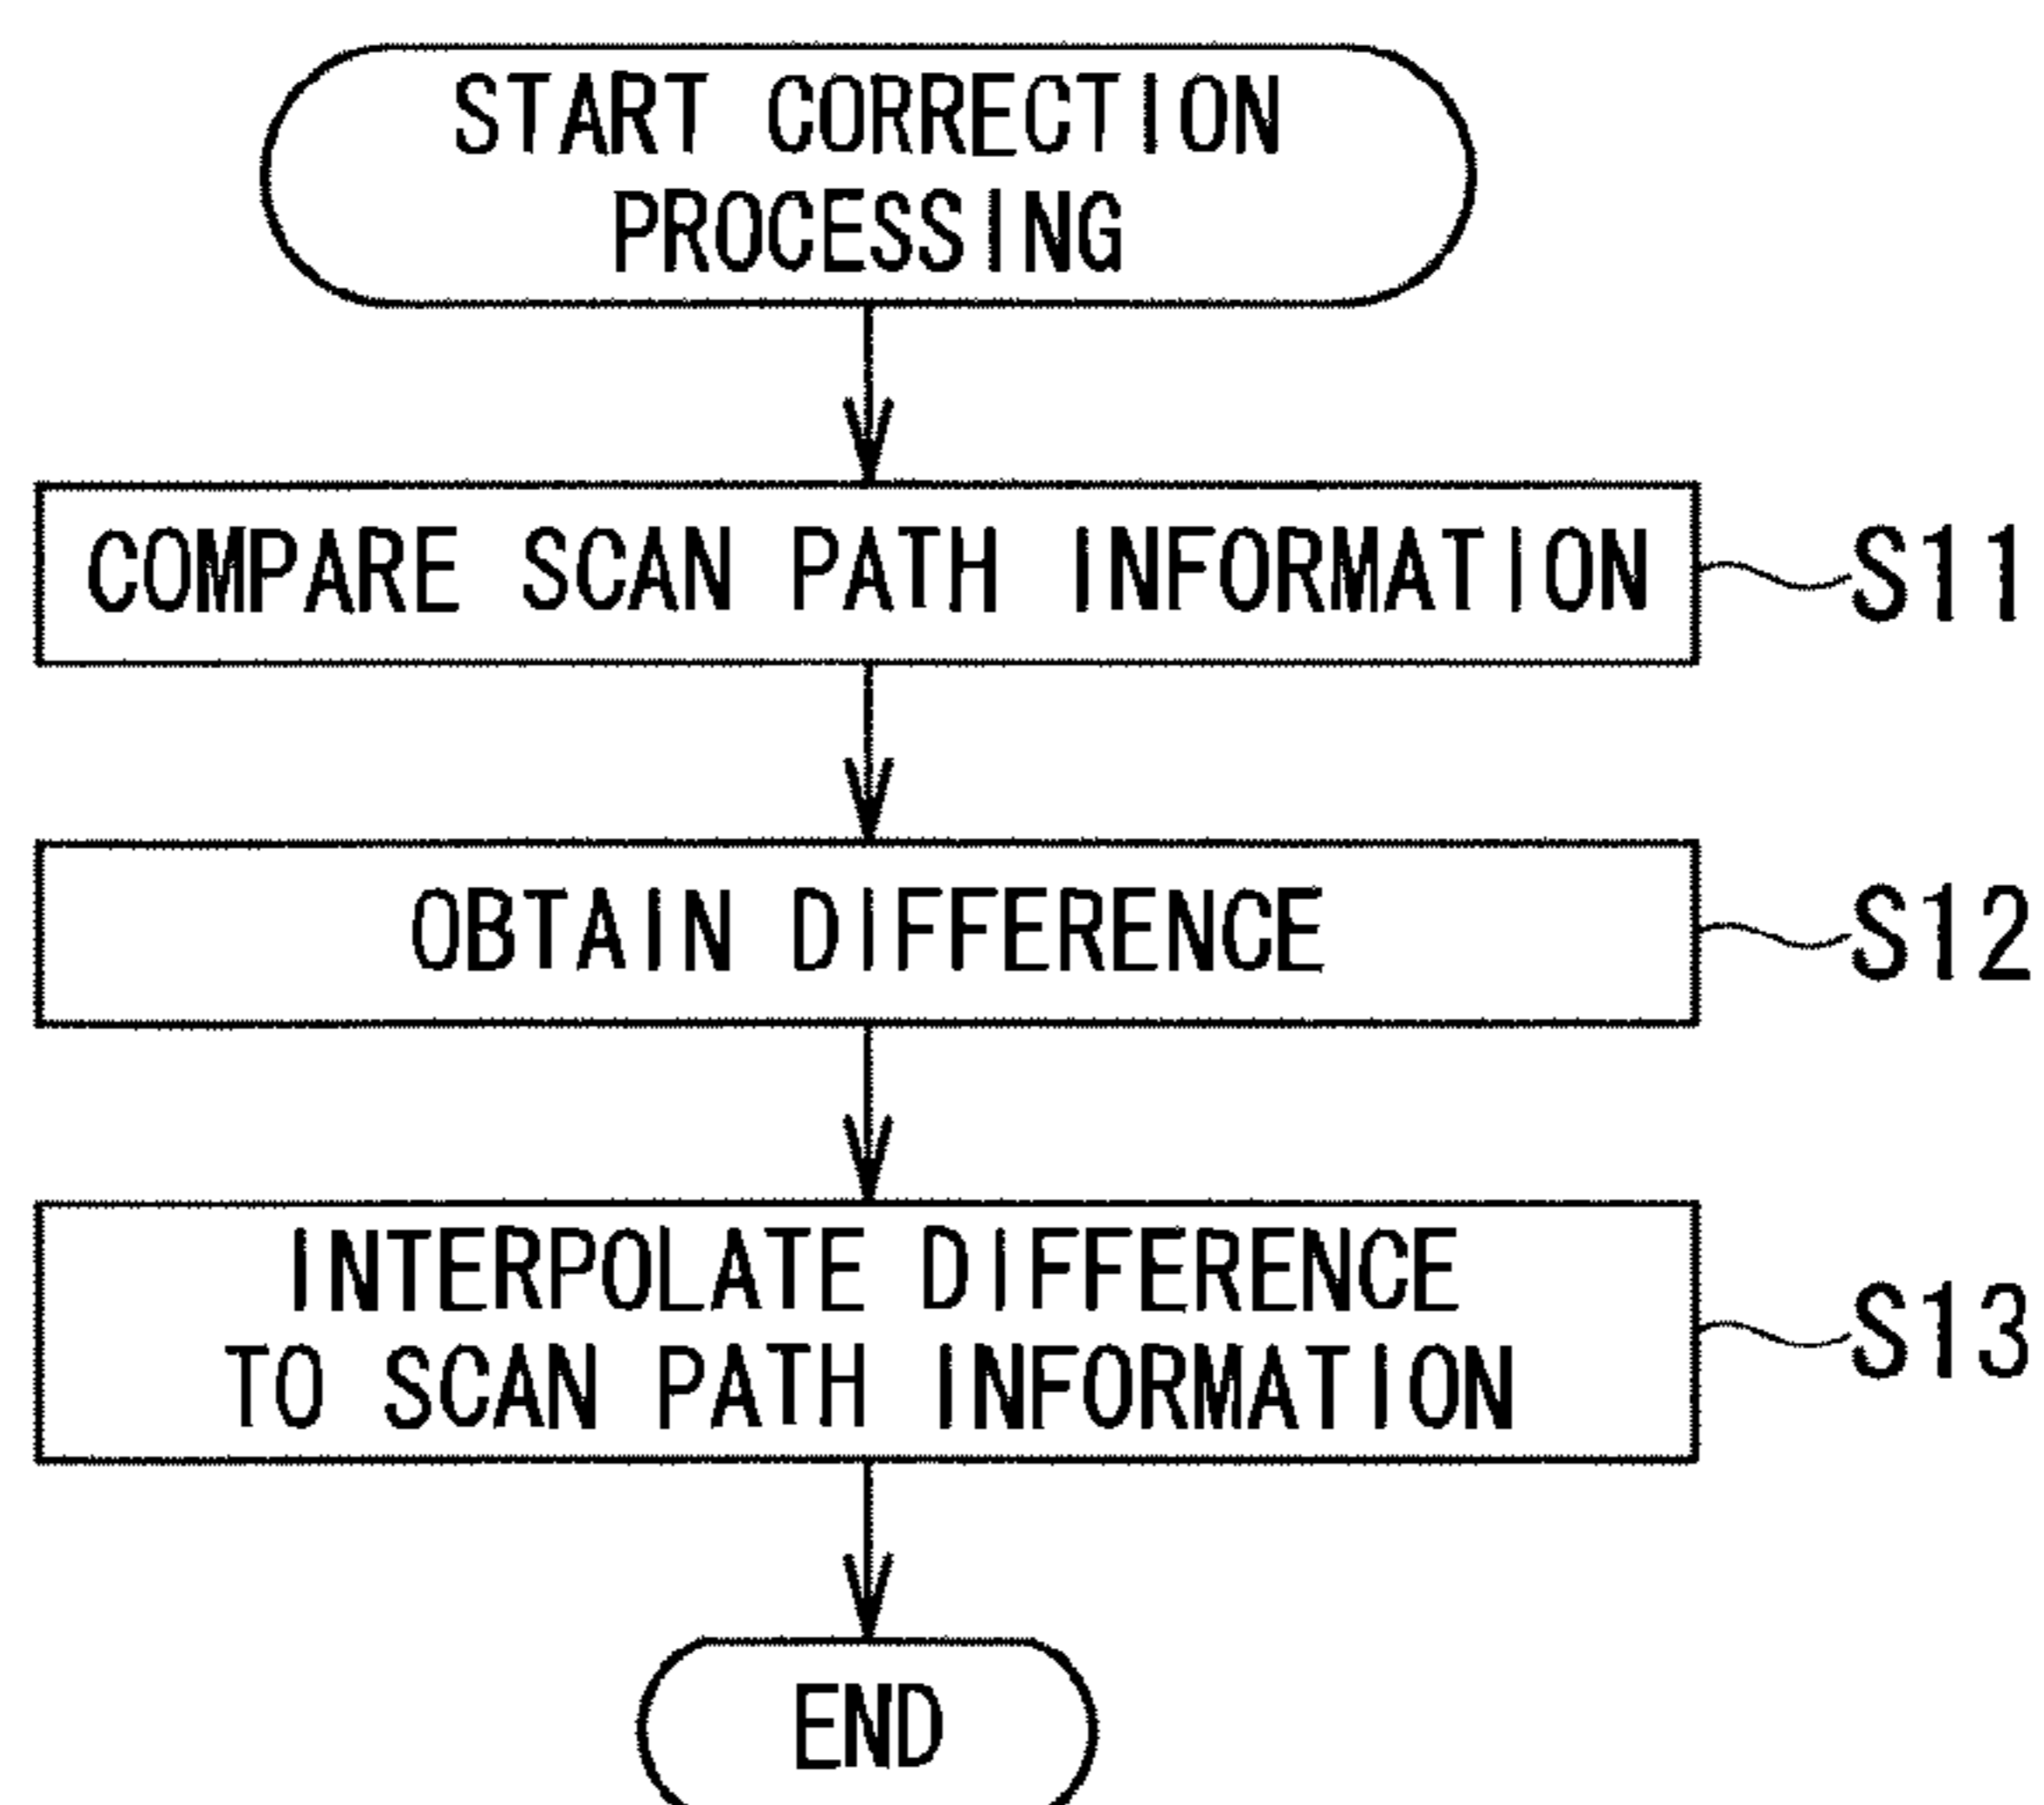 START CORRECTION
PROCESSING
COMPARE SCAN PATH INFORMATION
S11
OBTAIN DIFFERENCE
S12
INTERPOLATE DIFFERENCE
TO SCAN PATH INFORMATION
S13
END